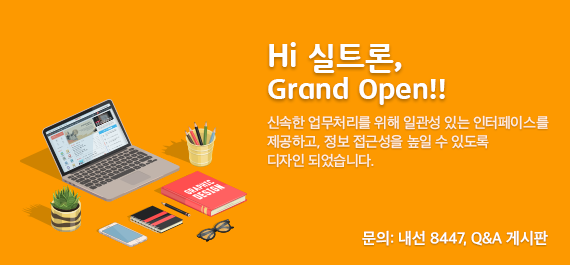 Hi 실트론,
Grand Open!!
신속한 업무처리를 위해 일관성 있는 인터페이스를
제공하고, 정보 접근성을 높일 수 있도록
디자인 되었습니다.
GRAPHIC
DESIGN
문의: 내선 8447, Q&A 게시판